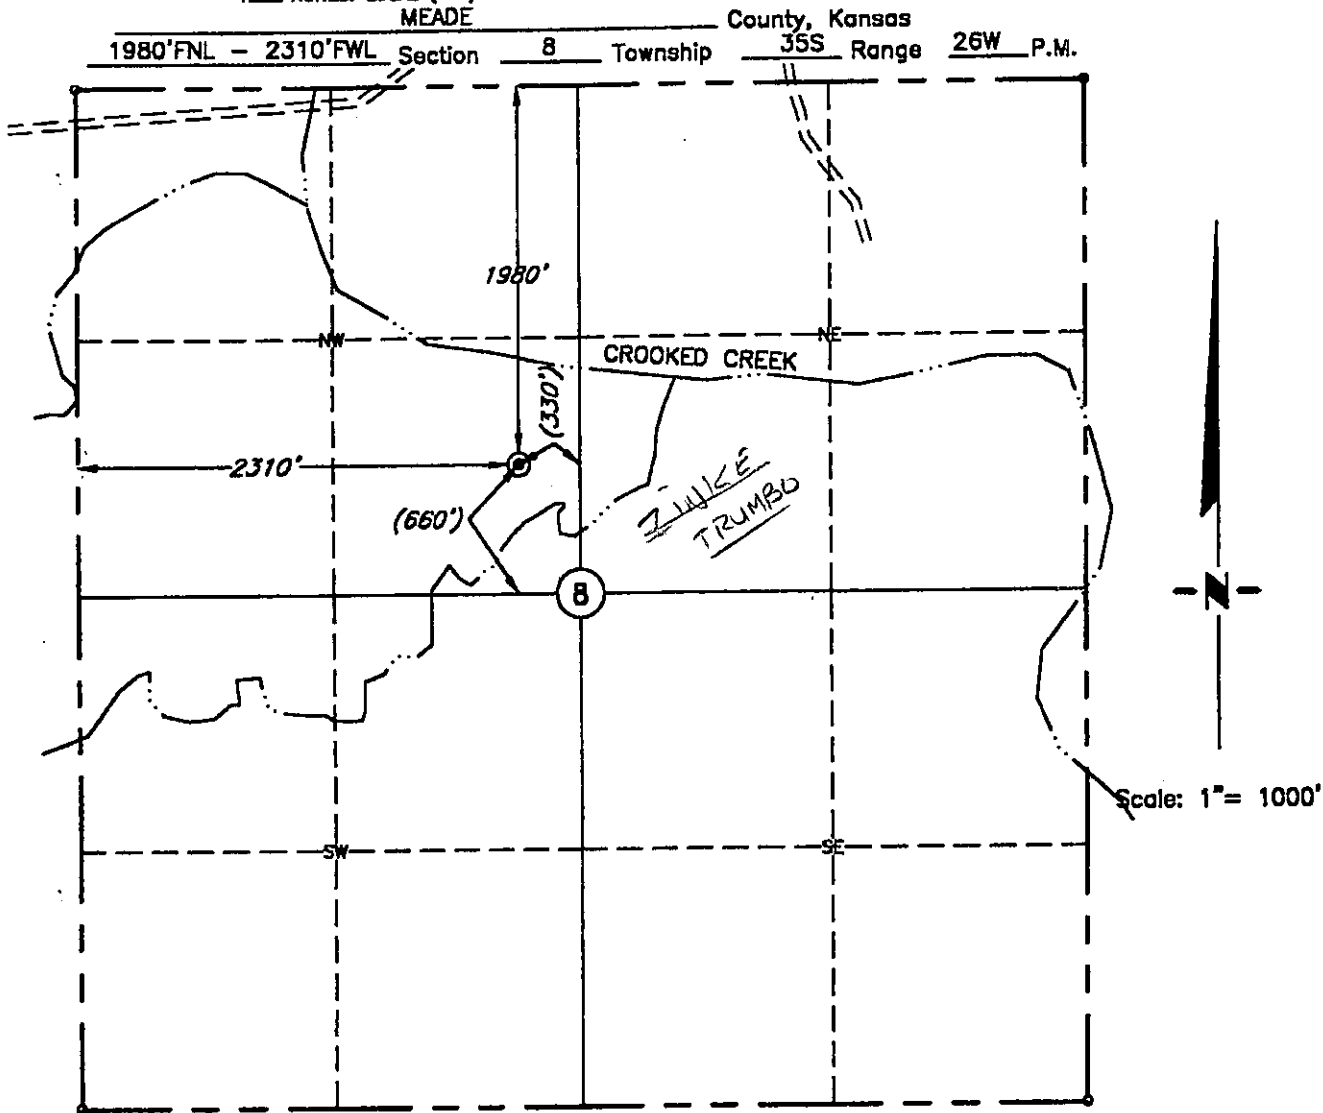 MEADE County, Kansas
1980'FNL - 2310'FWL Section 8 Township 35S Range 26W P.M.
1980'
NW
NE
CROOKED CREEK
(330')
2310'
(660')
TRUMBO
8
N
Scale: 1"= 1000'
SW
SE